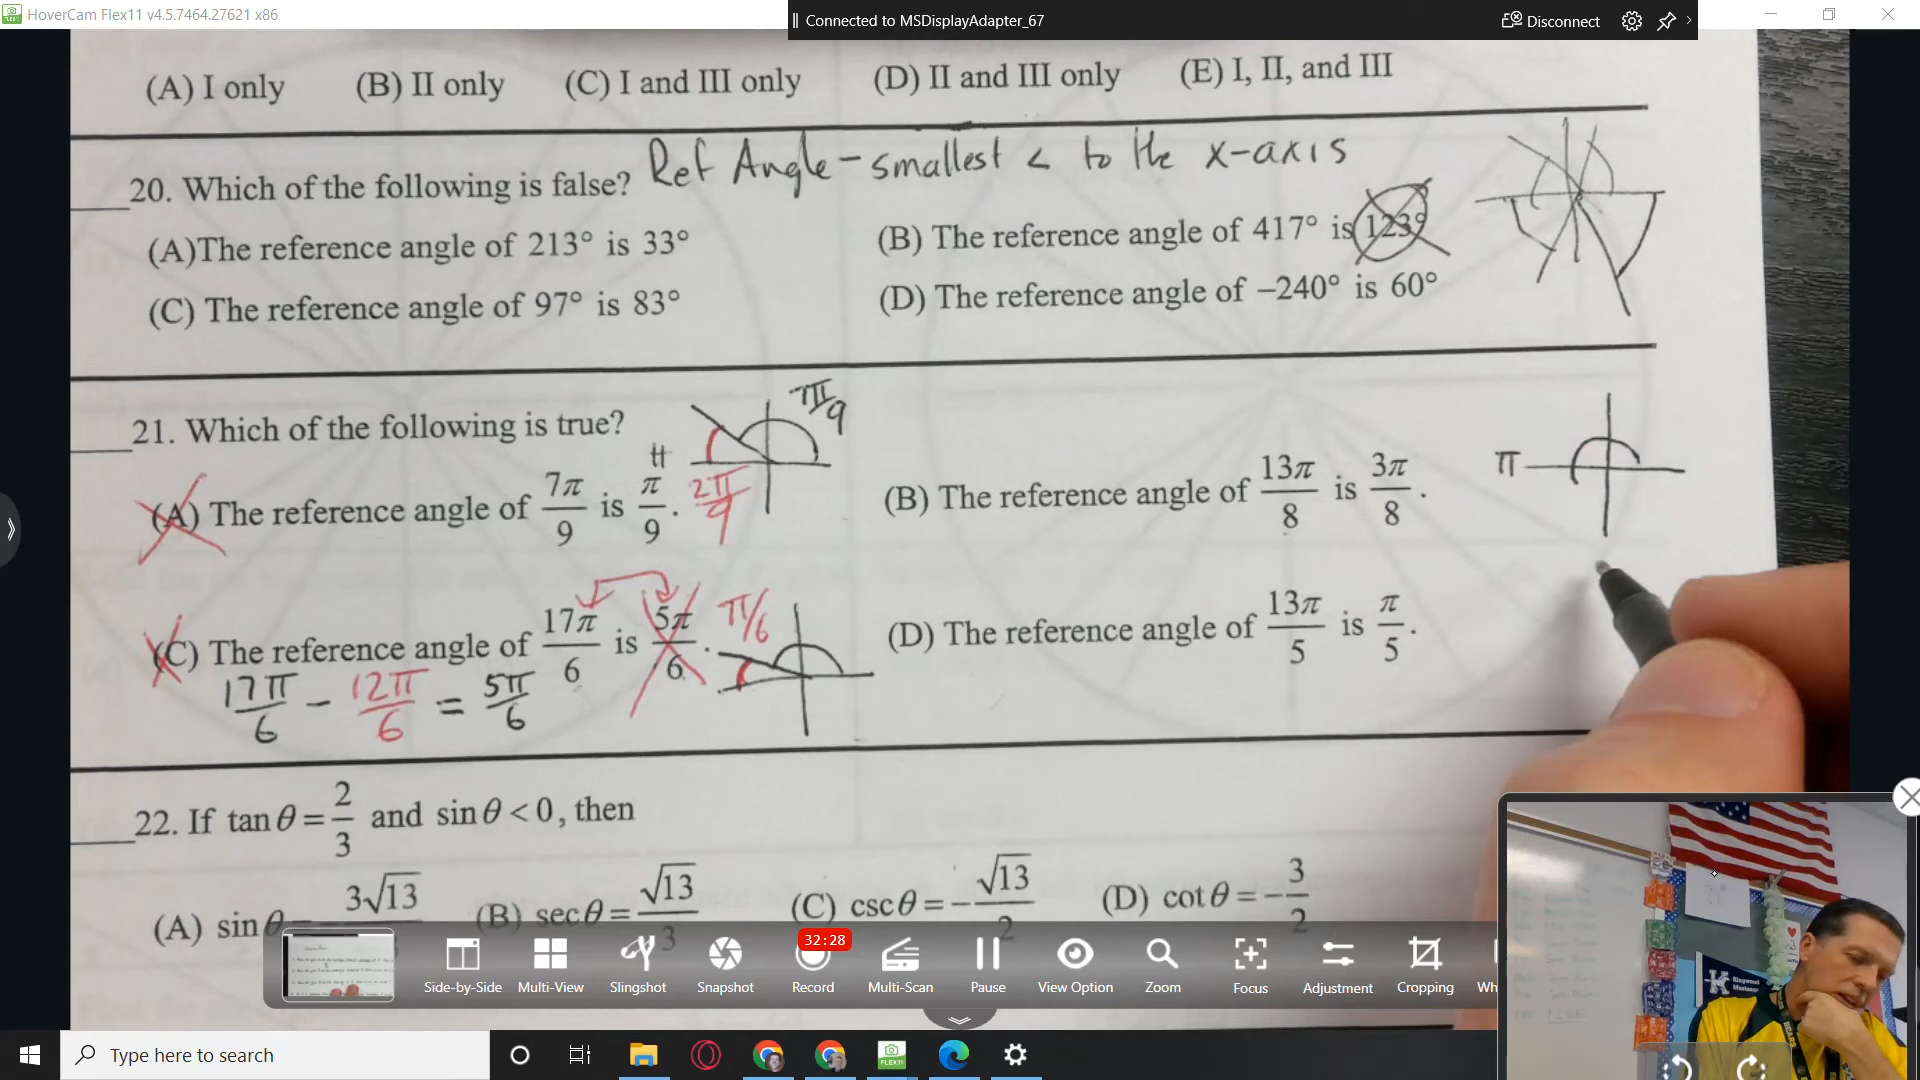 HoverCam Flex11 v4.5.7464.27621 x86
Connected to MSDisplayAdapter_67
Disconnect
(A) I only (B) II only (C) I and III only (D) II and III only (E) I, II, and III
Ref Angle - smallest < to the x-axis
20. Which of the following is false?
(A)The reference angle of 213° is 33° (B) The reference angle of 417° is 123°
(C) The reference angle of 97° is 83° (D) The reference angle of –240° is 60°
7π/9
21. Which of the following is true?
(A) The reference angle of 7π/9 is π/9. 2π/9 (B) The reference angle of 13π/8 is 3π/8. π
(C) The reference angle of 17π/6 is 5π/6. π/6 (D) The reference angle of 13π/5 is π/5.
17π/6 - 12π/6 = 5π/6
22. If tan θ = 2/3 and sin θ < 0, then
(A) sin θ = 3√13 (B) sec θ = √13/3 (C) csc θ = -√13/2 (D) cot θ = -3/2
32:28
Side-by-Side Multi-View Slingshot Snapshot Record Multi-Scan Pause View Option Zoom Focus Adjustment Cropping Wh
Kingwood
Mustangs
Type here to search
FLEX11